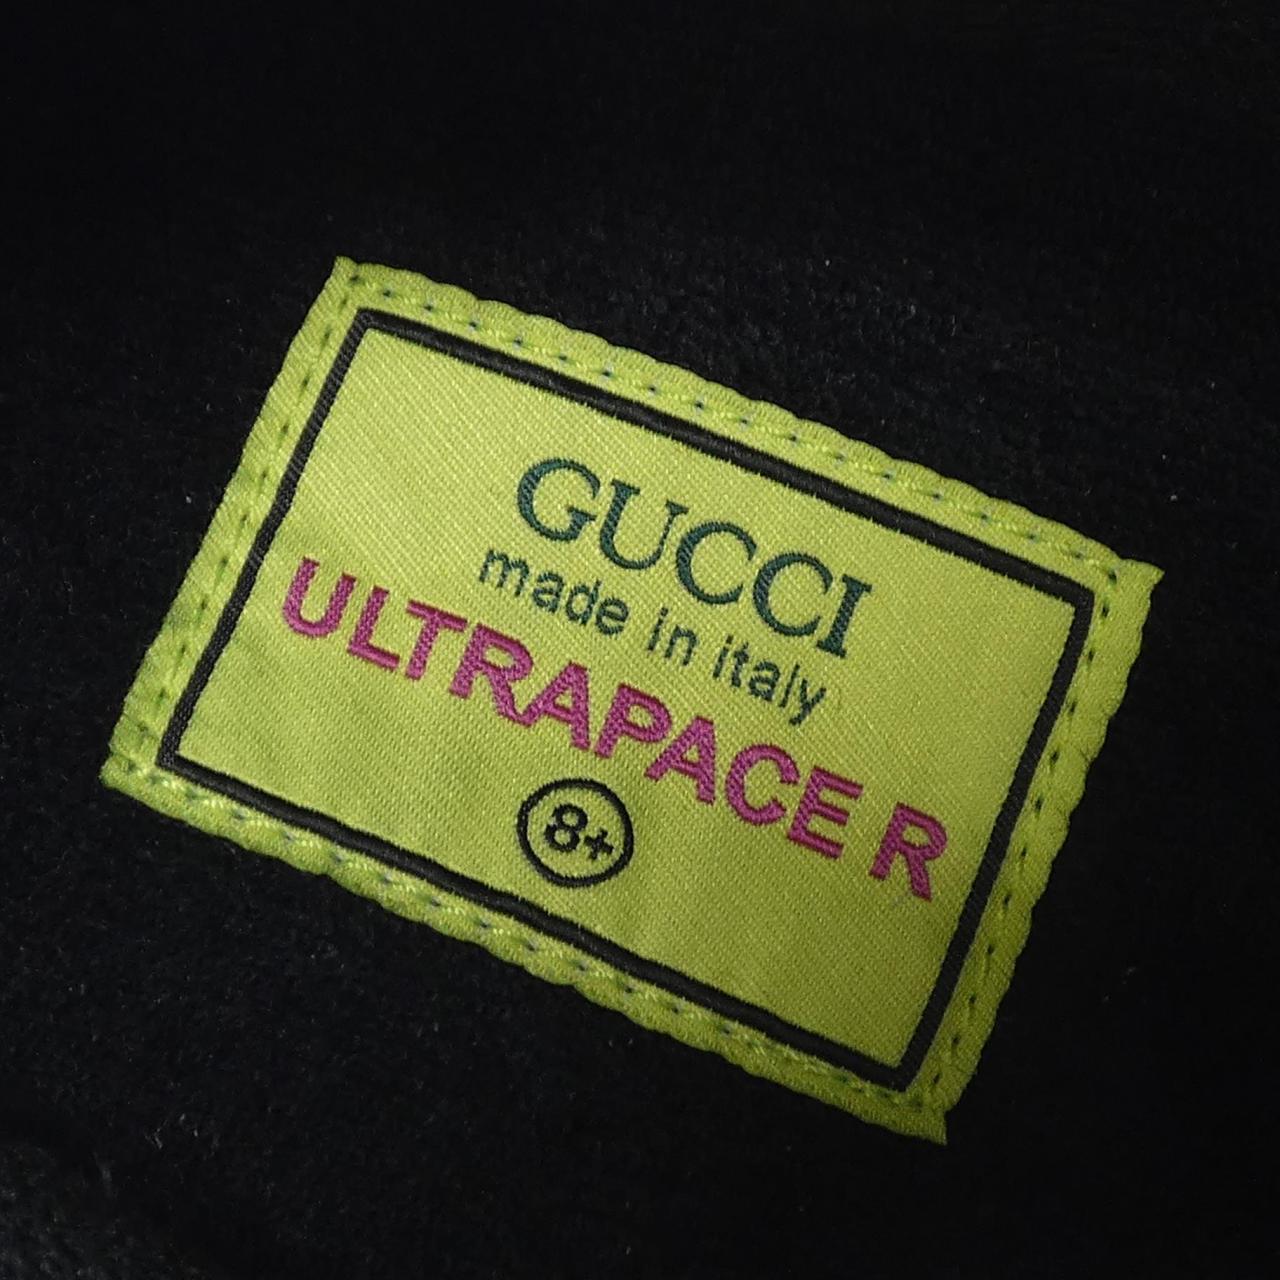 GUCCI
made in italy
ULTRAPACE R
8+